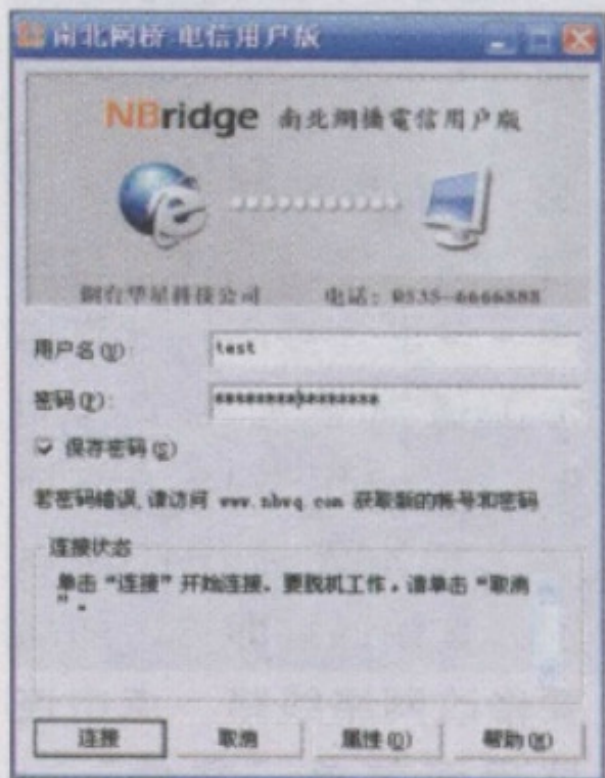 南北网桥 电信用户版
NBridge 南北網橋電信用户版
烟台华星科技公司 电话: 0535-6666888
用户名(U): test
密码(P): ****************
保存密码(S)
若密码错误,请访问 www.nbvq.com 获取新的帐号和密码
连接状态
单击“连接”开始连接。要脱机工作，请单击“取消
”。
连接 取消 属性(O) 帮助(H)